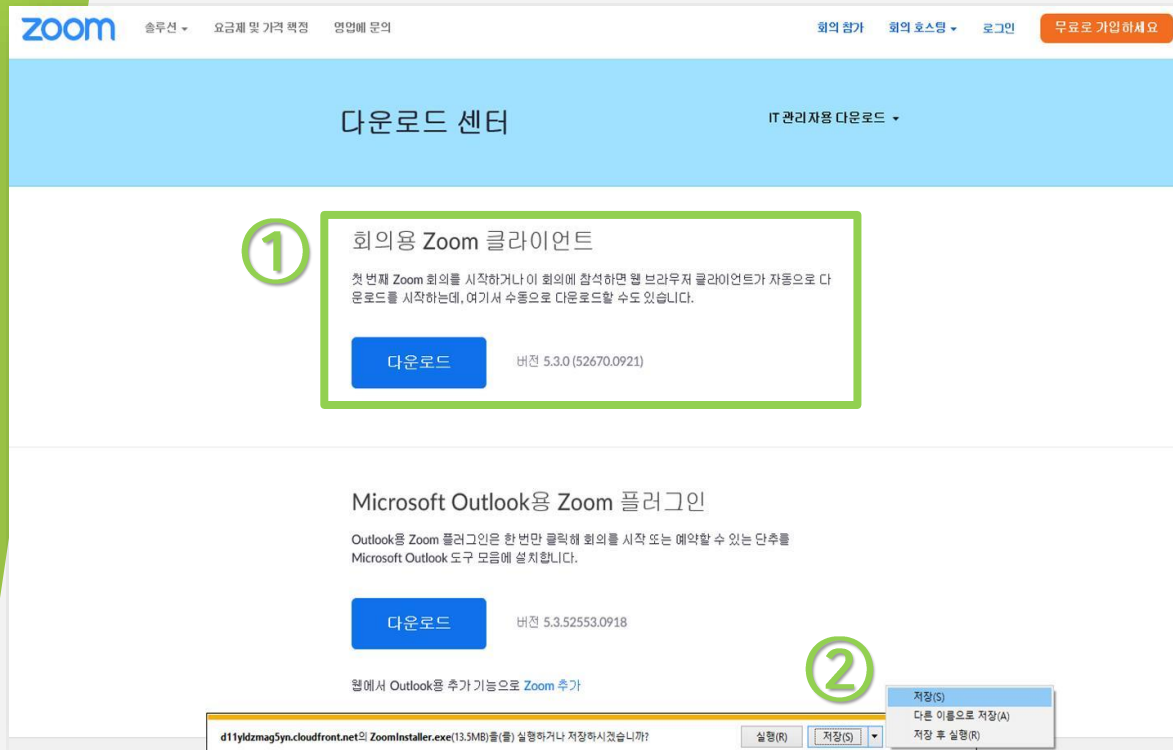 zoom 솔루션 요금제 및 가격 책정 영업에 문의 회의 참가 회의 호스팅 로그인 무료로 가입하세요
다운로드 센터 IT 관리자용 다운로드
①
회의용 Zoom 클라이언트
첫 번째 Zoom 회의를 시작하거나 이 회의에 참석하면 웹 브라우저 클라이언트가 자동으로 다
운로드를 시작하는데, 여기서 수동으로 다운로드할 수도 있습니다.
다운로드 버전 5.3.0 (52670.0921)
Microsoft Outlook용 Zoom 플러그인
Outlook용 Zoom 플러그인은 한 번만 클릭해 회의를 시작 또는 예약할 수 있는 단추를
Microsoft Outlook 도구 모음에 설치합니다.
다운로드 버전 5.3.52553.0918
②
웹에서 Outlook용 추가 기능으로 Zoom 추가
저장(S)
다른 이름으로 저장(A)
저장 후 실행(R)
d11yldzmag5yn.cloudfront.net의 ZoomInstaller.exe(13.5MB)을(를) 실행하거나 저장하시겠습니까? 실행(R) 저장(S)